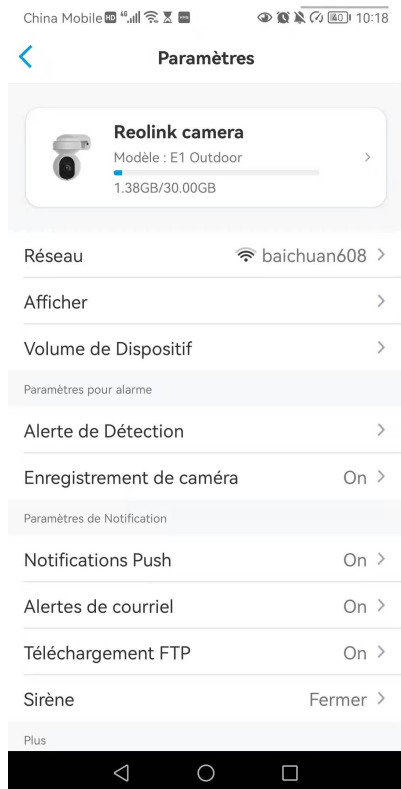 China Mobile HD 4G 10:18
Paramètres
Reolink camera
Modèle : E1 Outdoor
1.38GB/30.00GB
Réseau baichuan608
Afficher
Volume de Dispositif
Paramètres pour alarme
Alerte de Détection
Enregistrement de caméra On
Paramètres de Notification
Notifications Push On
Alertes de courriel On
Téléchargement FTP On
Sirène Fermer
Plus